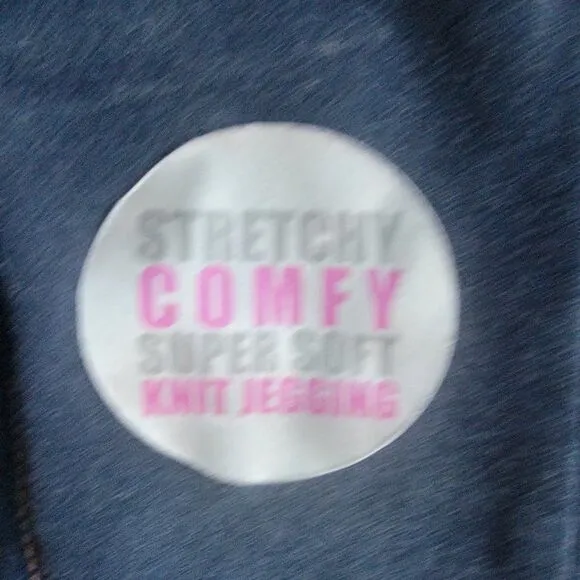 STRETCHY
COMFY
SUPER SOFT
KNIT JEGGING